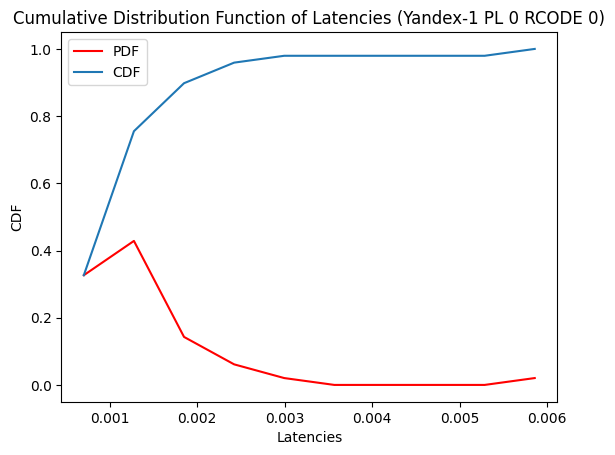 Cumulative Distribution Function of Latencies (Yandex-1 PL 0 RCODE 0)
PDF
CDF
1.0
0.8
0.6
0.4
0.2
0.0
CDF
0.001 0.002 0.003 0.004 0.005 0.006
Latencies